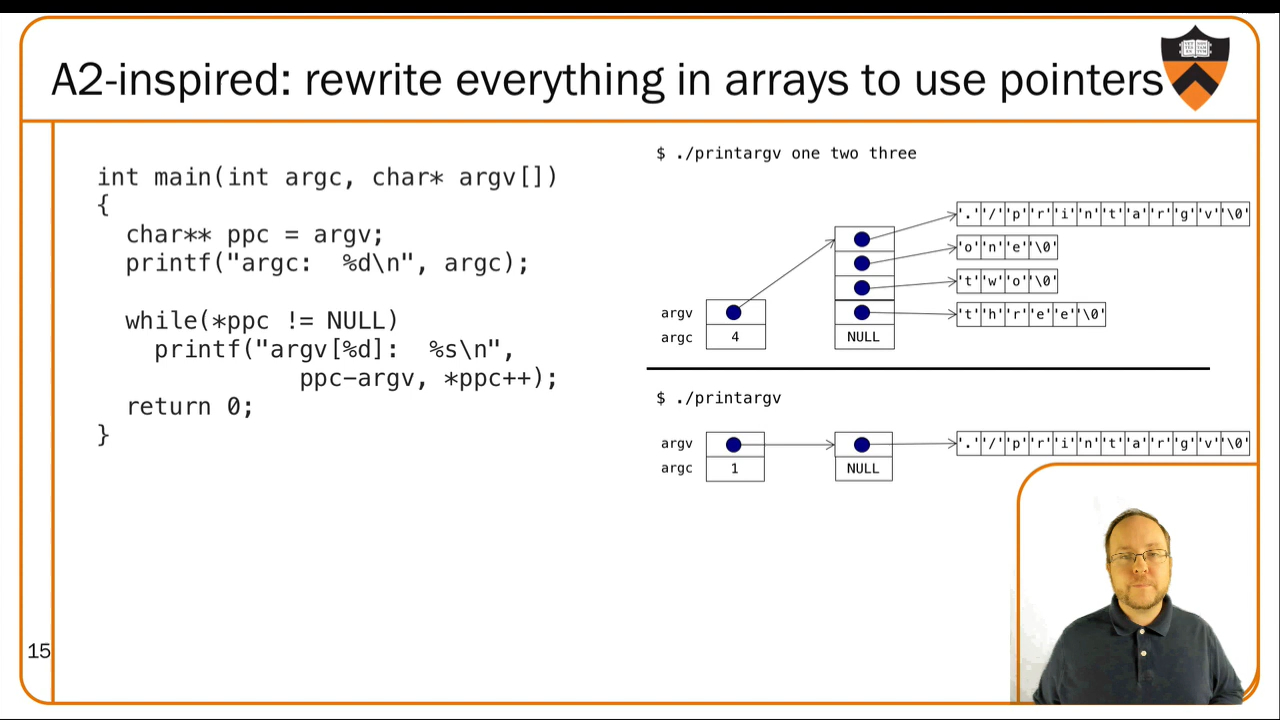 A2-inspired: rewrite everything in arrays to use pointers
int main(int argc, char* argv[])
{
  char** ppc = argv;
  printf("argc:  %d\n", argc);
  while(*ppc != NULL)
    printf("argv[%d]:  %s\n",
              ppc-argv, *ppc++);
  return 0;
}
$ ./printargv one two three
'.' '/' 'p' 'r' 'i' 'n' 't' 'a' 'r' 'g' 'v' '\0'
'o' 'n' 'e' '\0'
't' 'w' 'o' '\0'
argv 't' 'h' 'r' 'e' 'e' '\0'
argc 4 NULL
$ ./printargv
argv '.' '/' 'p' 'r' 'i' 'n' 't' 'a' 'r' 'g' 'v' '\0'
argc 1 NULL
15